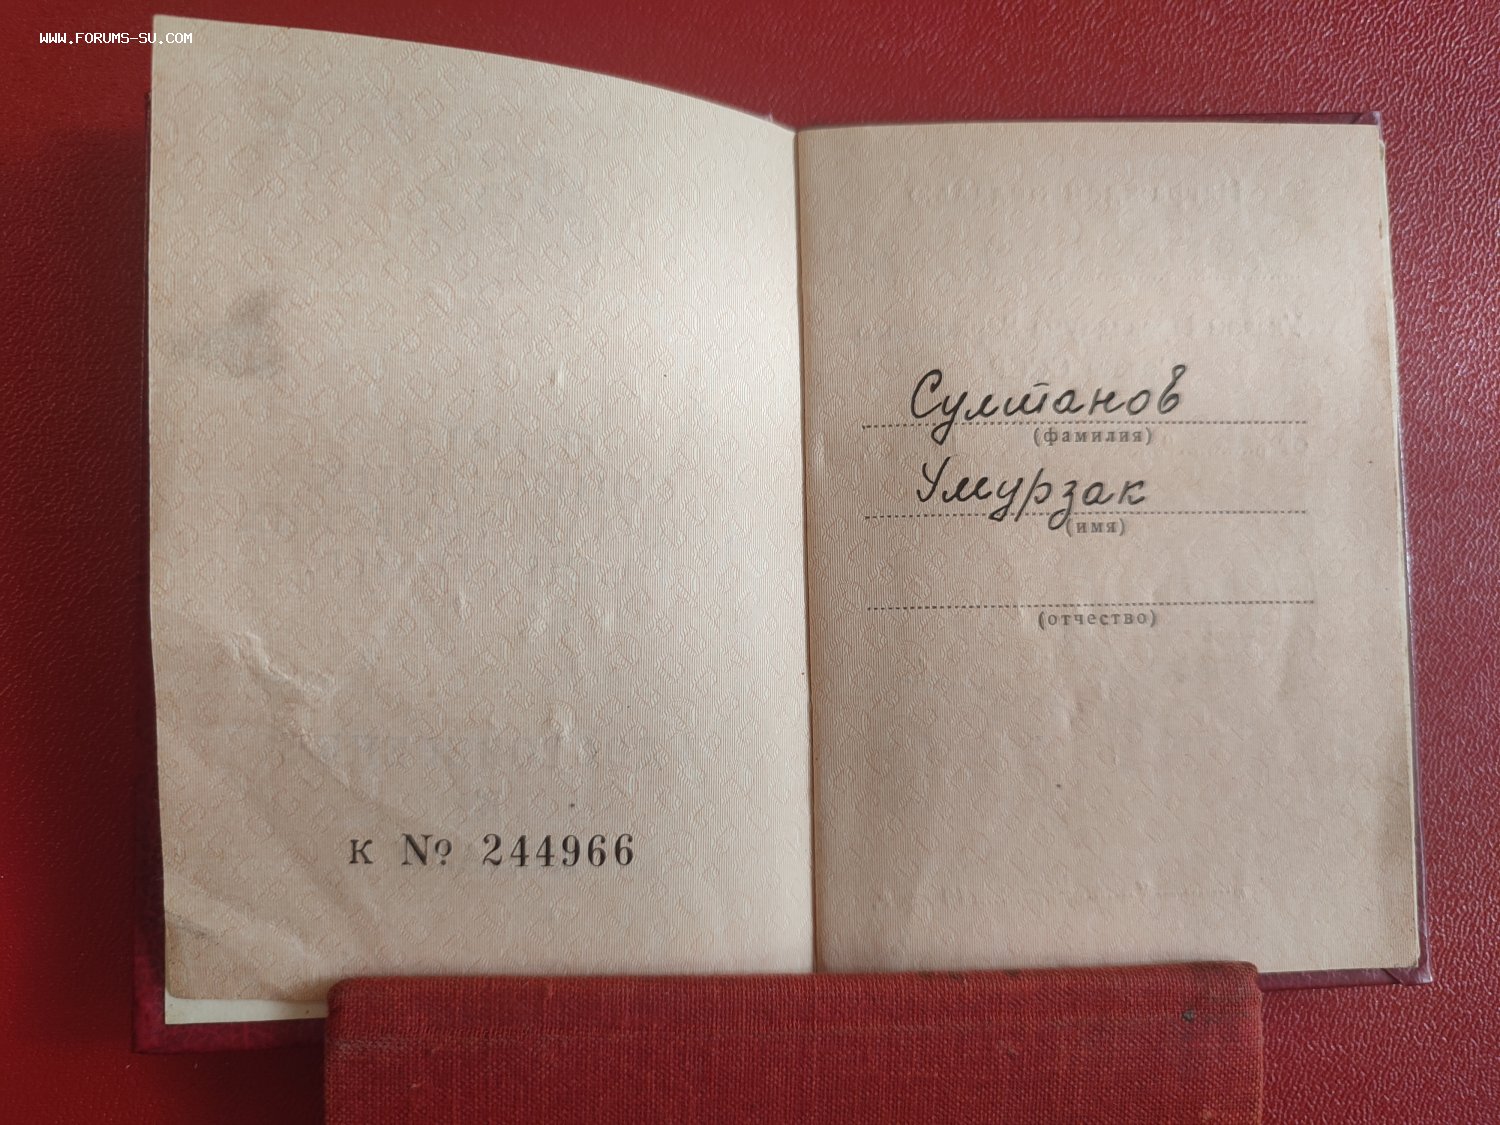 WWW.FORUMS-SU.COM
К № 244966
Султанов
(фамилия)
Умурзак
(имя)
(отчество)